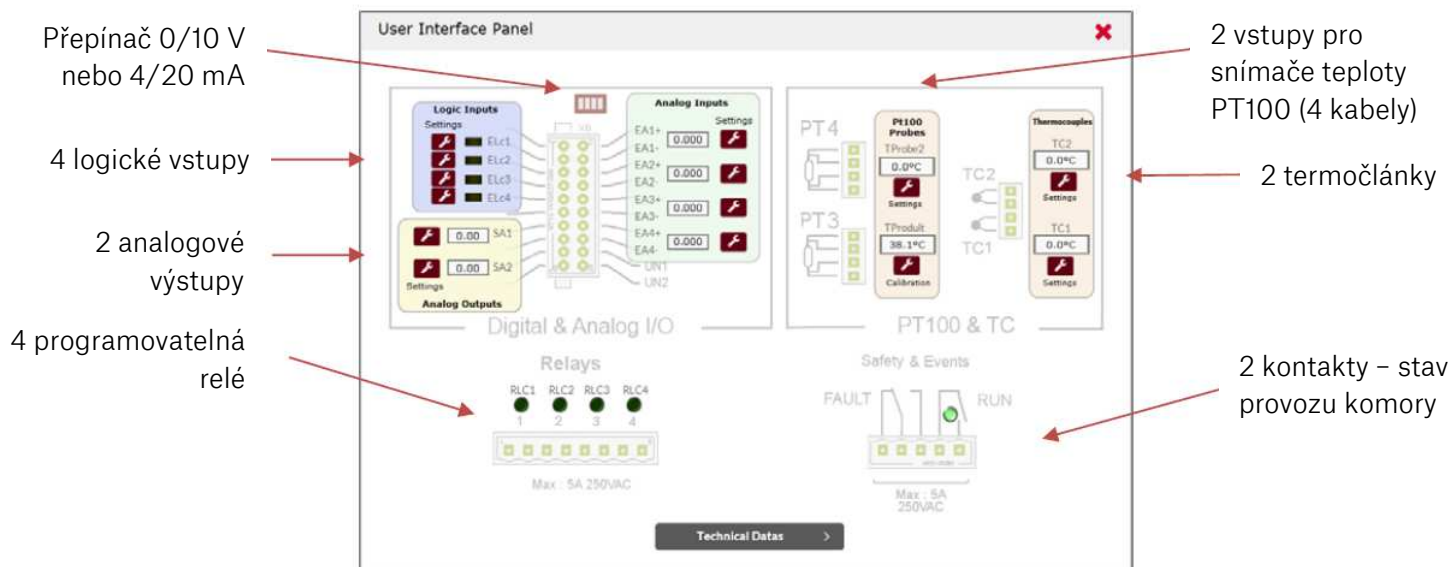 Přepínač 0/10 V
nebo 4/20 mA
4 logické vstupy
2 analogové
výstupy
4 programovatelná
relé
User Interface Panel
Logic Inputs
Settings
ELc1
ELc2
ELc3
ELc4
0.00 SA1
0.00 SA2
Settings
Analog Outputs
Analog Inputs
Settings
EA1+
0.000
EA1-
EA2+
0.000
EA2-
EA3+
0.000
EA3-
EA4+
0.000
EA4-
UN1
UN2
Digital & Analog I/O
PT4
PT3
Pt100
Probes
TProbe2
0.0°C
Settings
TProduit
38.1°C
Calibration
TC2
TC1
Thermocouples
TC2
0.0°C
Settings
TC1
0.0°C
Settings
PT100 & TC
Relays
RLC1 RLC2 RLC3 RLC4
1 2 3 4
Max : 5A 250VAC
Safety & Events
FAULT
RUN
Max : 5A
250VAC
Technical Datas >
2 vstupy pro
snímače teploty
PT100 (4 kabely)
2 termočlánky
2 kontakty – stav
provozu komory